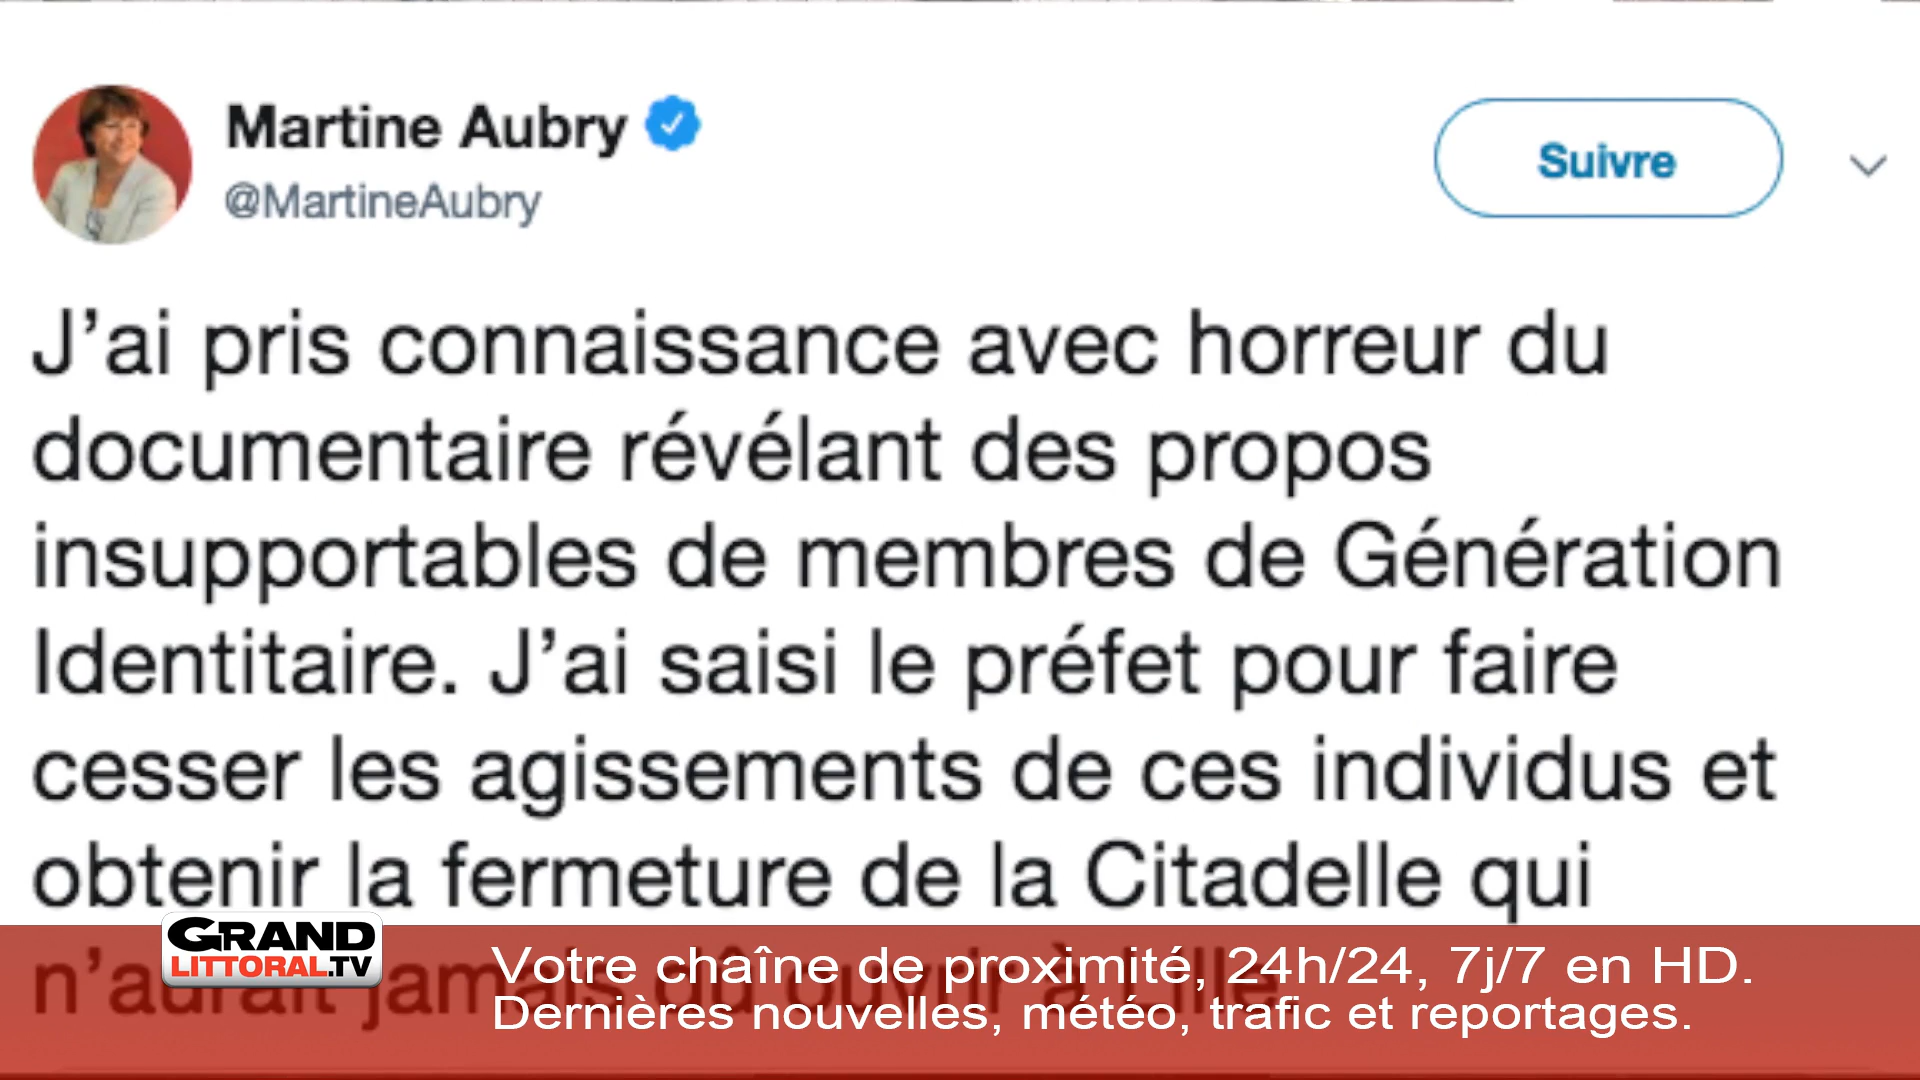 Martine Aubry
@MartineAubry
Suivre
J’ai pris connaissance avec horreur du
documentaire révélant des propos
insupportables de membres de Génération
Identitaire. J’ai saisi le préfet pour faire
cesser les agissements de ces individus et
obtenir la fermeture de la Citadelle qui
n’aurait jamais dû ouvrir à Lille.
GRAND
LITTORAL.TV
Votre chaîne de proximité, 24h/24, 7j/7 en HD.
Dernières nouvelles, météo, trafic et reportages.